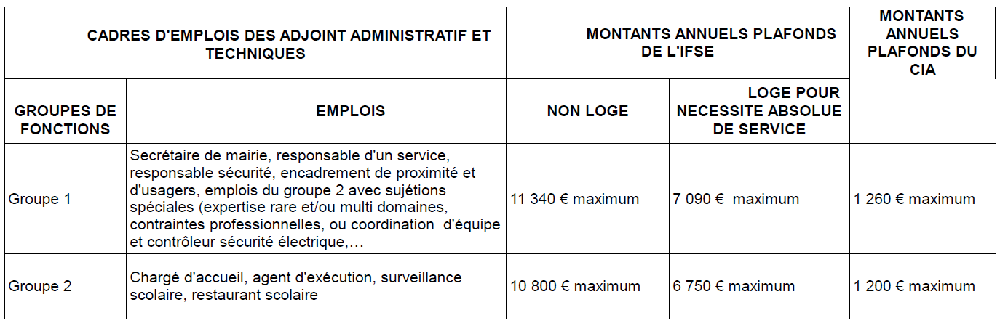 CADRES D'EMPLOIS DES ADJOINT ADMINISTRATIF ET
TECHNIQUES
MONTANTS ANNUELS PLAFONDS
DE L'IFSE
MONTANTS
ANNUELS
PLAFONDS DU
CIA
GROUPES DE
FONCTIONS
EMPLOIS
NON LOGE
LOGE POUR
NECESSITE ABSOLUE
DE SERVICE
Groupe 1
Secrétaire de mairie, responsable d'un service,
responsable sécurité, encadrement de proximité et
d'usagers, emplois du groupe 2 avec sujétions
spéciales (expertise rare et/ou multi domaines,
contraintes professionnelles, ou coordination d'équipe
et contrôleur sécurité électrique,…
11 340 € maximum
7 090 € maximum
1 260 € maximum
Groupe 2
Chargé d'accueil, agent d'exécution, surveillance
scolaire, restaurant scolaire
10 800 € maximum
6 750 € maximum
1 200 € maximum